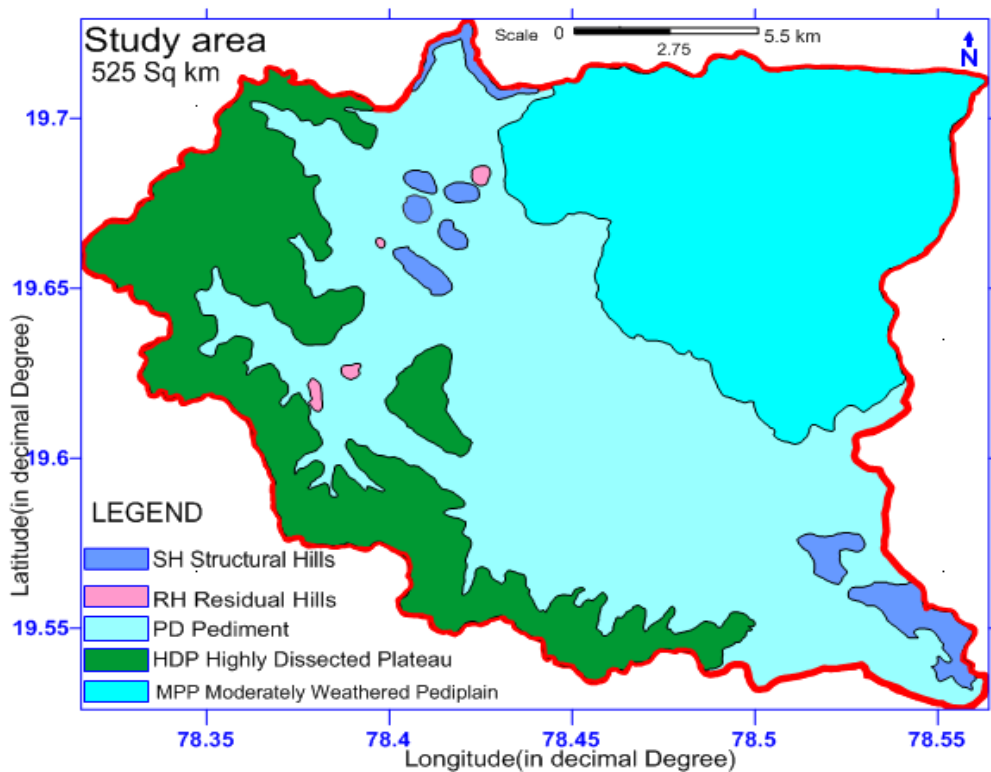 Study area
525 Sq km
Scale 0 5.5 km
2.75
N
19.7
19.65
19.6
19.55
Latitude(in decimal Degree)
LEGEND
SH Structural Hills
RH Residual Hills
PD Pediment
HDP Highly Dissected Plateau
MPP Moderately Weathered Pediplain
78.35 78.4 78.45 78.5 78.55
Longitude(in decimal Degree)